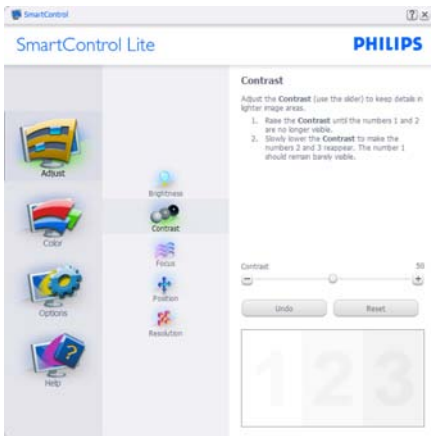 SmartControl
SmartControl Lite
PHILIPS
Adjust
Color
Options
Help
Brightness
Contrast
Focus
Position
Resolution
Contrast
Adjust the Contrast (use the slider) to keep details in
lighter image areas.
1. Raise the Contrast until the numbers 1 and 2
are no longer visible.
2. Slowly lower the Contrast to make the
numbers 2 and 3 reappear. The number 1
should remain barely visible.
Contrast 50
Undo Reset
1 2 3